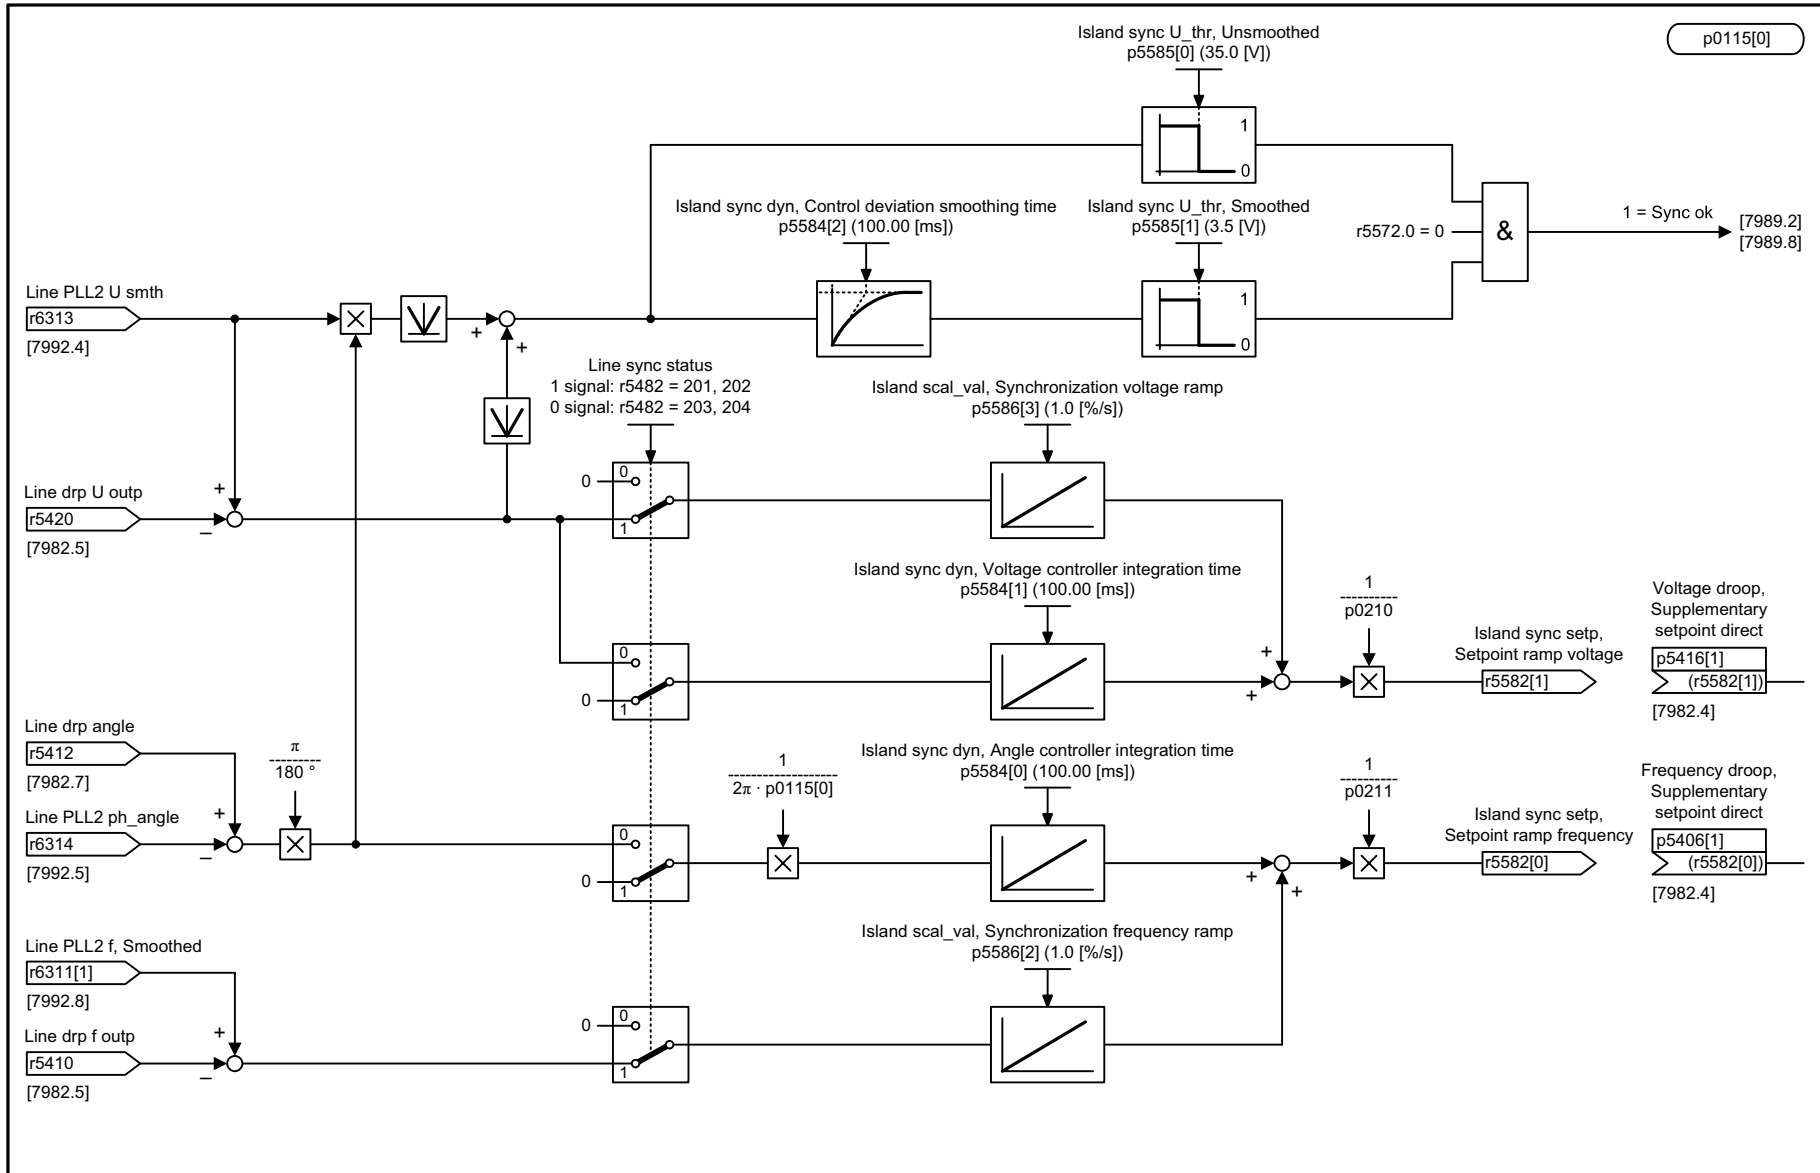 Island sync U_thr, Unsmoothed
p5585[0] (35.0 [V])
p0115[0]
1
0
Island sync dyn, Control deviation smoothing time
p5584[2] (100.00 [ms])
Island sync U_thr, Smoothed
p5585[1] (3.5 [V])
1
0
r5572.0 = 0
&
1 = Sync ok
[7989.2]
[7989.8]
Line PLL2 U smth
r6313
[7992.4]
+
+
Line sync status
1 signal: r5482 = 201, 202
0 signal: r5482 = 203, 204
Island scal_val, Synchronization voltage ramp
p5586[3] (1.0 [%/s])
Line drp U outp
r5420
[7982.5]
+
–
0
0
1
Island sync dyn, Voltage controller integration time
p5584[1] (100.00 [ms])
0
0
1
+
+
1
p0210
Island sync setp,
Setpoint ramp voltage
r5582[1]
Voltage droop,
Supplementary
setpoint direct
p5416[1]
(r5582[1])
[7982.4]
Line drp angle
r5412
[7982.7]
Line PLL2 ph_angle
r6314
[7992.5]
+
–
π
180 °
0
0
1
1
2π · p0115[0]
Island sync dyn, Angle controller integration time
p5584[0] (100.00 [ms])
+
+
1
p0211
Island sync setp,
Setpoint ramp frequency
r5582[0]
Frequency droop,
Supplementary
setpoint direct
p5406[1]
(r5582[0])
[7982.4]
Line PLL2 f, Smoothed
r6311[1]
[7992.8]
Line drp f outp
r5410
[7982.5]
+
–
0
0
1
Island scal_val, Synchronization frequency ramp
p5586[2] (1.0 [%/s])